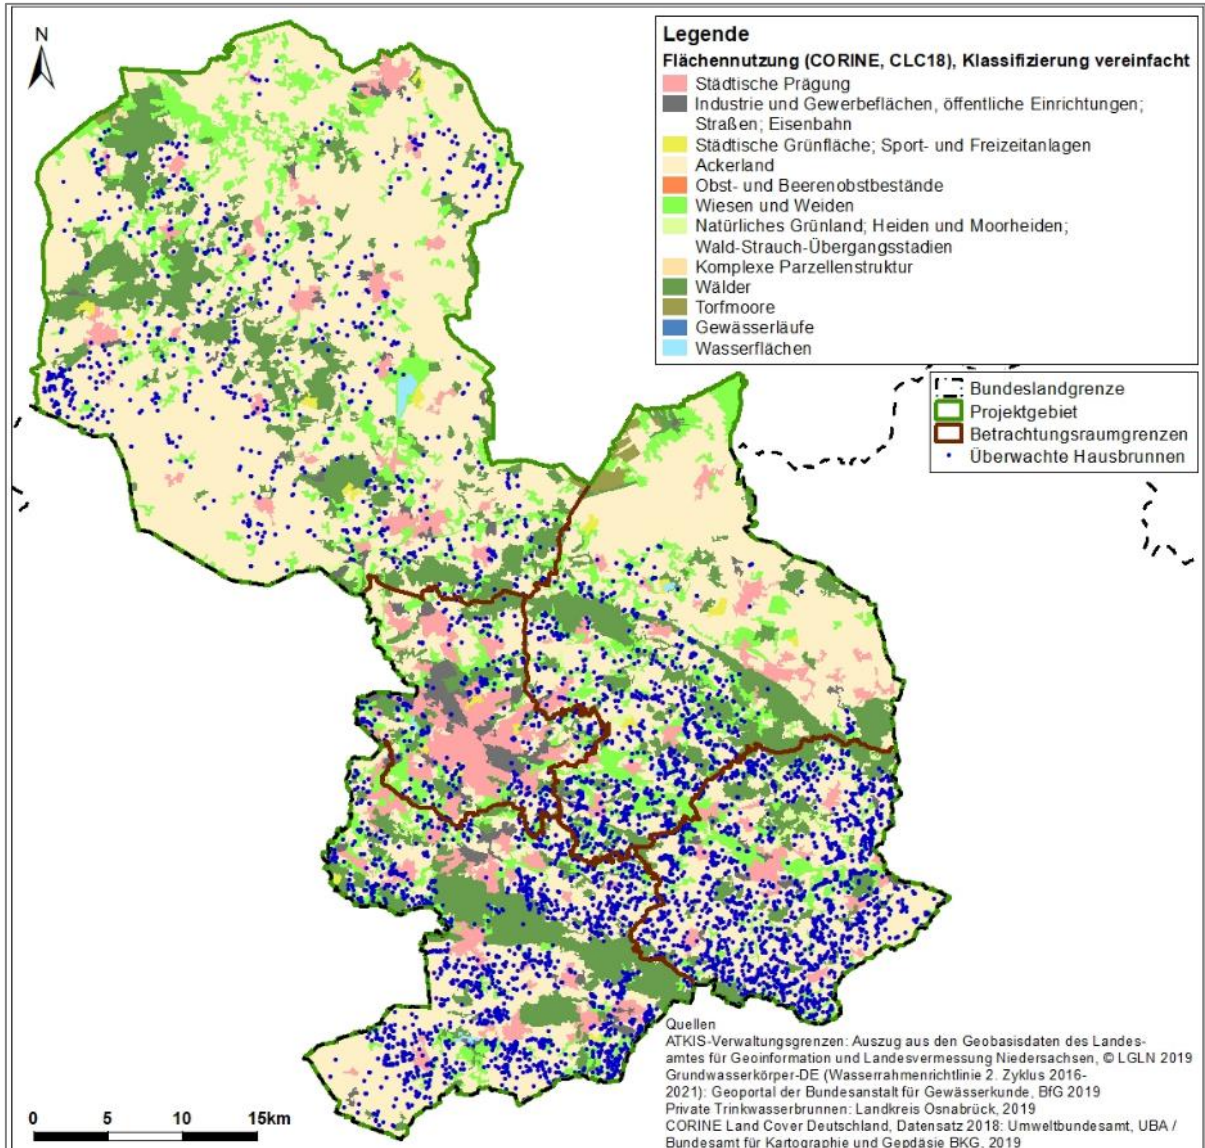 N
Legende
Flächennutzung (CORINE, CLC18), Klassifizierung vereinfacht
Städtische Prägung
Industrie und Gewerbeflächen, öffentliche Einrichtungen;
Straßen; Eisenbahn
Städtische Grünfläche; Sport- und Freizeitanlagen
Ackerland
Obst- und Beerenobstbestände
Wiesen und Weiden
Natürliches Grünland; Heiden und Moorheiden;
Wald-Strauch-Übergangsstadien
Komplexe Parzellenstruktur
Wälder
Torfmoore
Gewässerläufe
Wasserflächen
Bundeslandgrenze
Projektgebiet
Betrachtungsraumgrenzen
Überwachte Hausbrunnen
Quellen
ATKIS-Verwaltungsgrenzen: Auszug aus den Geobasisdaten des Landes-
amtes für Geoinformation und Landesvermessung Niedersachsen, © LGLN 2019
Grundwasserkörper-DE (Wasserrahmenrichtlinie 2. Zyklus 2016-
2021): Geoportal der Bundesanstalt für Gewässerkunde, BfG 2019
Private Trinkwasserbrunnen: Landkreis Osnabrück, 2019
CORINE Land Cover Deutschland, Datensatz 2018: Umweltbundesamt, UBA /
Bundesamt für Kartographie und Gepdäsie BKG, 2019
0 5 10 15km